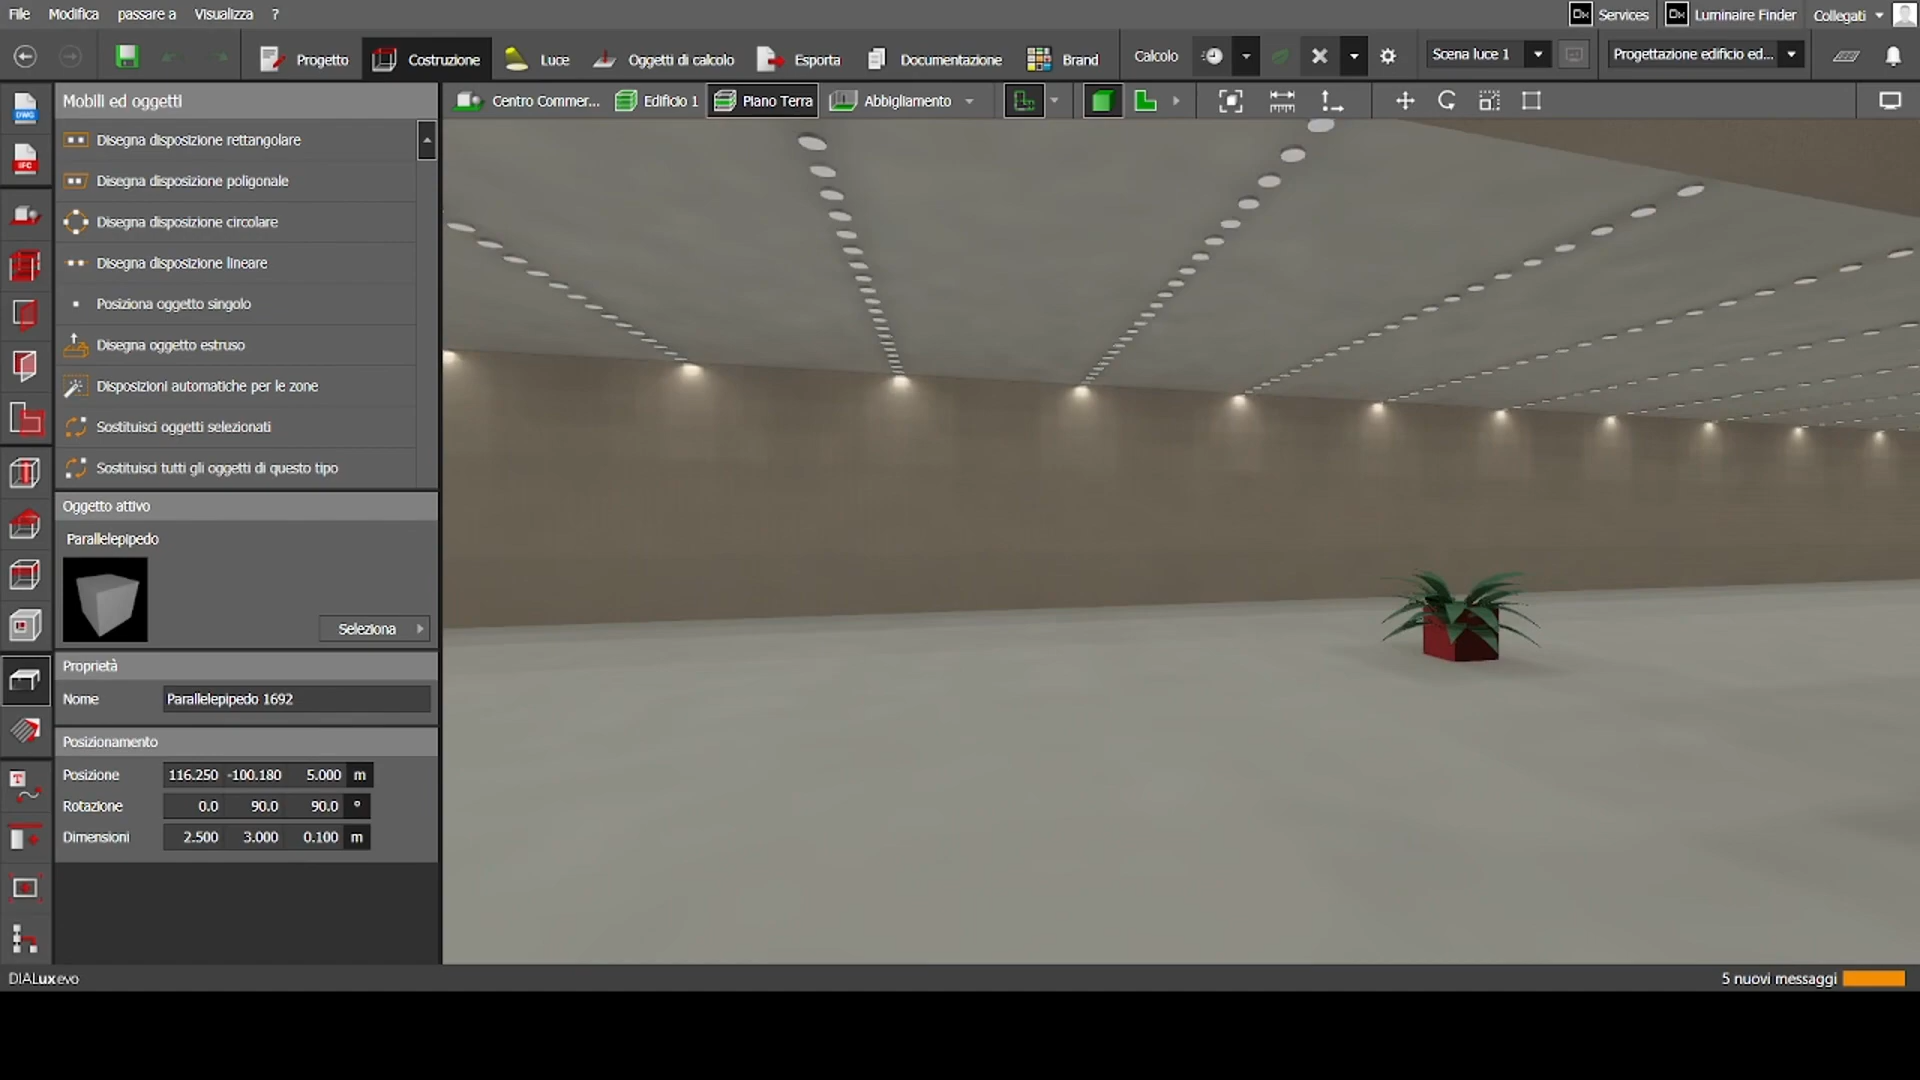 File Modifica passare a Visualizza ? Services Luminaire Finder Collegati
Progetto Costruzione Luce Oggetti di calcolo Esporta Documentazione Brand Calcolo Scena luce 1 Progettazione edificio ed...
DWG
IFC
Mobili ed oggetti
Centro Commer... Edificio 1 Piano Terra Abbigliamento
Disegna disposizione rettangolare
Disegna disposizione poligonale
Disegna disposizione circolare
Disegna disposizione lineare
Posiziona oggetto singolo
Disegna oggetto estruso
Disposizioni automatiche per le zone
Sostituisci oggetti selezionati
Sostituisci tutti gli oggetti di questo tipo
Oggetto attivo
Parallelepipedo
Seleziona
Proprietà
Nome Parallelepipedo 1692
Posizionamento
Posizione 116.250 -100.180 5.000 m
Rotazione 0.0 90.0 90.0 °
Dimensioni 2.500 3.000 0.100 m
DIALux evo
5 nuovi messaggi